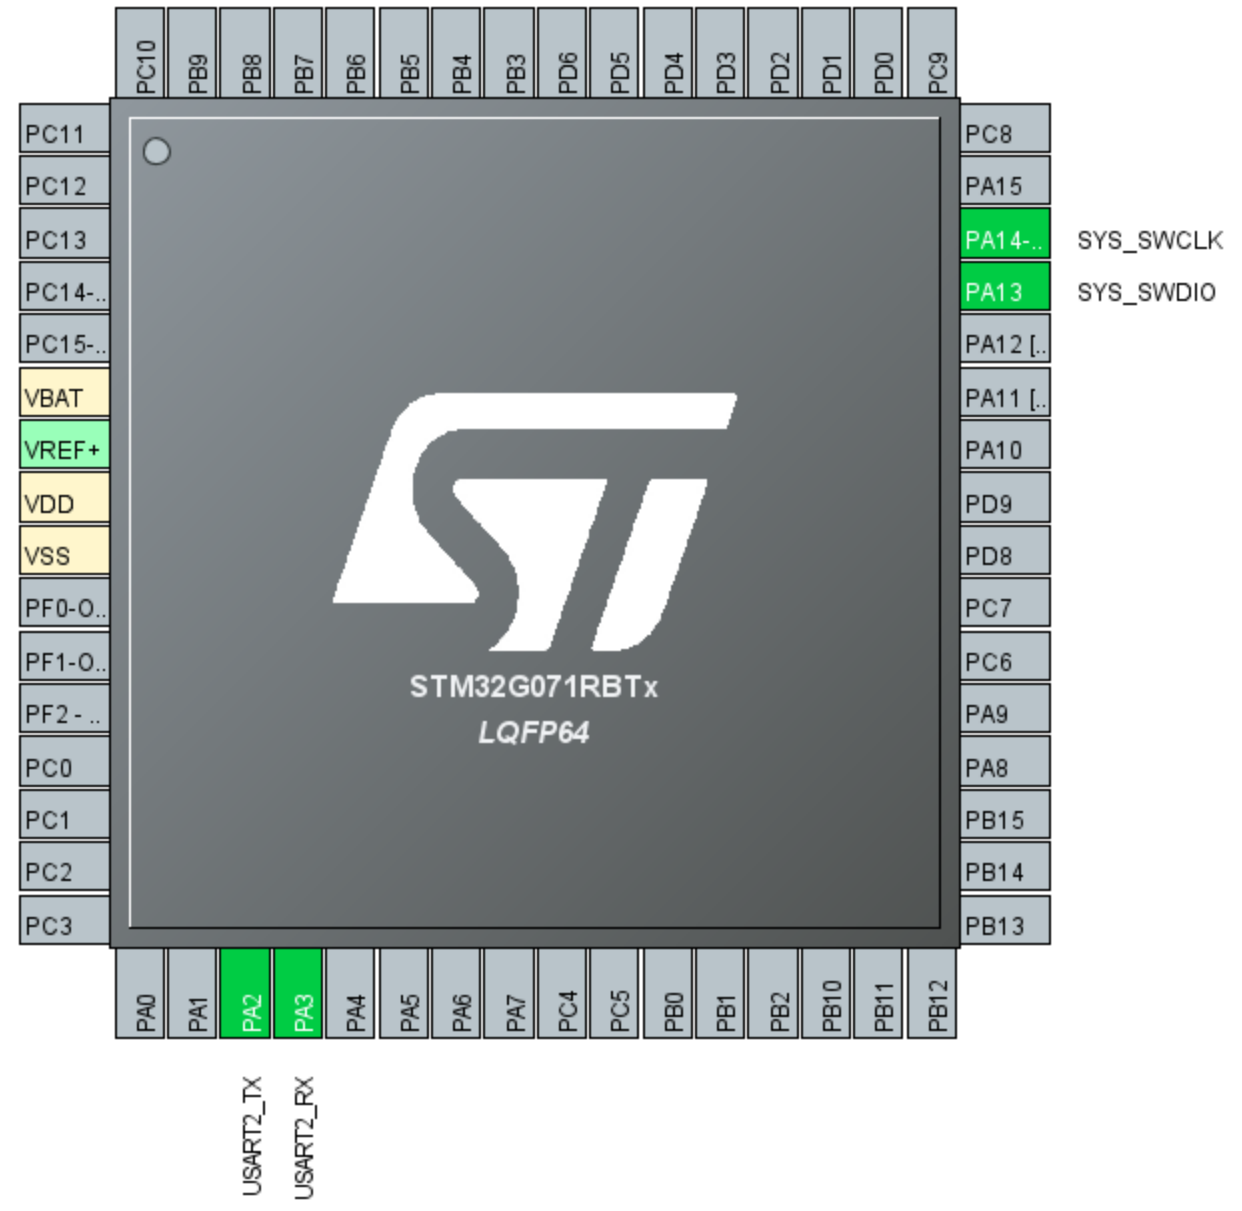 PC10 PB9 PB8 PB7 PB6 PB5 PB4 PB3 PD6 PD5 PD4 PD3 PD2 PD1 PD0 PC9
PC11
PC12
PC13
PC14-..
PC15-..
VBAT
VREF+
VDD
VSS
PF0-O..
PF1-O..
PF2 - ..
PC0
PC1
PC2
PC3
STM32G071RBTx
LQFP64
PC8
PA15
PA14-.. SYS_SWCLK
PA13 SYS_SWDIO
PA12 [..
PA11 [..
PA10
PD9
PD8
PC7
PC6
PA9
PA8
PB15
PB14
PB13
PA0 PA1 PA2 PA3 PA4 PA5 PA6 PA7 PC4 PC5 PB0 PB1 PB2 PB10 PB11 PB12
USART2_TX
USART2_RX